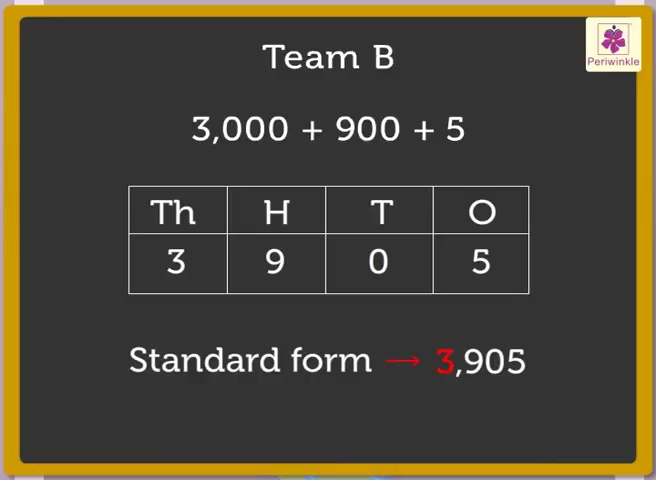 Team B
Periwinkle
3,000 + 900 + 5
Th H T O
3 9 0 5
Standard form → 3,905